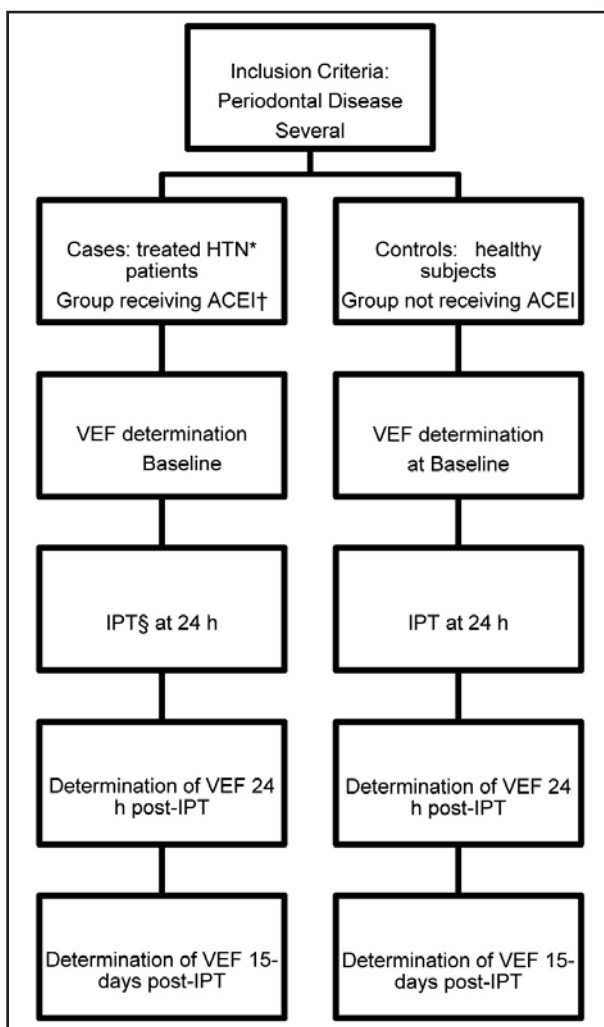 Inclusion Criteria:
Periodontal Disease
Several
Cases: treated HTN*
patients
Group receiving ACEI†
Controls: healthy
subjects
Group not receiving ACEI
VEF determination
Baseline
VEF determination
at Baseline
IPT§ at 24 h
IPT at 24 h
Determination of VEF 24
h post-IPT
Determination of VEF 24
h post-IPT
Determination of VEF 15-
days post-IPT
Determination of VEF 15-
days post-IPT